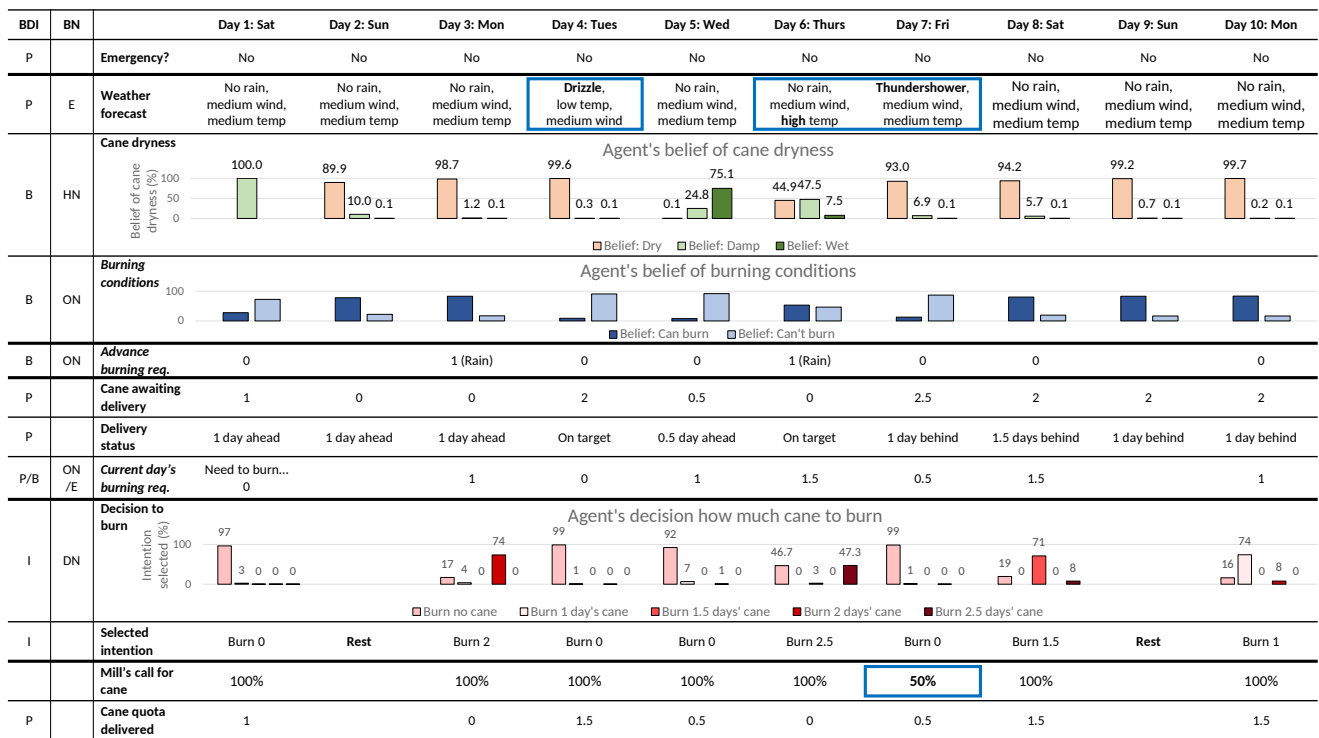 BDI BN Day 1: Sat Day 2: Sun Day 3: Mon Day 4: Tues Day 5: Wed Day 6: Thurs Day 7: Fri Day 8: Sat Day 9: Sun Day 10: Mon
P Emergency? No No No No No No No No No No
P E Weather forecast
No rain, medium wind, medium temp
No rain, medium wind, medium temp
No rain, medium wind, medium temp
Drizzle, low temp, medium wind
No rain, medium wind, medium temp
No rain, medium wind, high temp
Thundershower, medium wind, medium temp
No rain, medium wind, medium temp
No rain, medium wind, medium temp
No rain, medium wind, medium temp
B HN Cane dryness
Agent's belief of cane dryness
Belief of cane dryness (%)
100
50
0
100.0
89.9 10.0 0.1
98.7 1.2 0.1
99.6 0.3 0.1
0.1 24.8 75.1
44.9 47.5 7.5
93.0 6.9 0.1
94.2 5.7 0.1
99.2 0.7 0.1
99.7 0.2 0.1
Belief: Dry Belief: Damp Belief: Wet
B ON Burning conditions
Agent's belief of burning conditions
100
0
Belief: Can burn Belief: Can't burn
B ON Advance burning req. 0 1 (Rain) 0 0 1 (Rain) 0 0 0
P Cane awaiting delivery 1 0 0 2 0.5 0 2.5 2 2 2
P Delivery status 1 day ahead 1 day ahead 1 day ahead On target 0.5 day ahead On target 1 day behind 1.5 days behind 1 day behind 1 day behind
P/B ON /E Current day's burning req. Need to burn... 0 1 0 1 1.5 0.5 1.5 1
I DN Decision to burn
Agent's decision how much cane to burn
Intention selected (%)
100
0
97 3 0 0 0
17 4 0 74 0
99 1 0 0 0
92 7 0 1 0
46.7 0 3 0 47.3
99 1 0 0 0
19 0 71 0 8
16 74 0 8 0
Burn no cane Burn 1 day's cane Burn 1.5 days' cane Burn 2 days' cane Burn 2.5 days' cane
I Selected intention Burn 0 Rest Burn 2 Burn 0 Burn 0 Burn 2.5 Burn 0 Burn 1.5 Rest Burn 1
Mill's call for cane 100% 100% 100% 100% 100% 50% 100% 100%
P Cane quota delivered 1 0 1.5 0.5 0 0.5 1.5 1.5